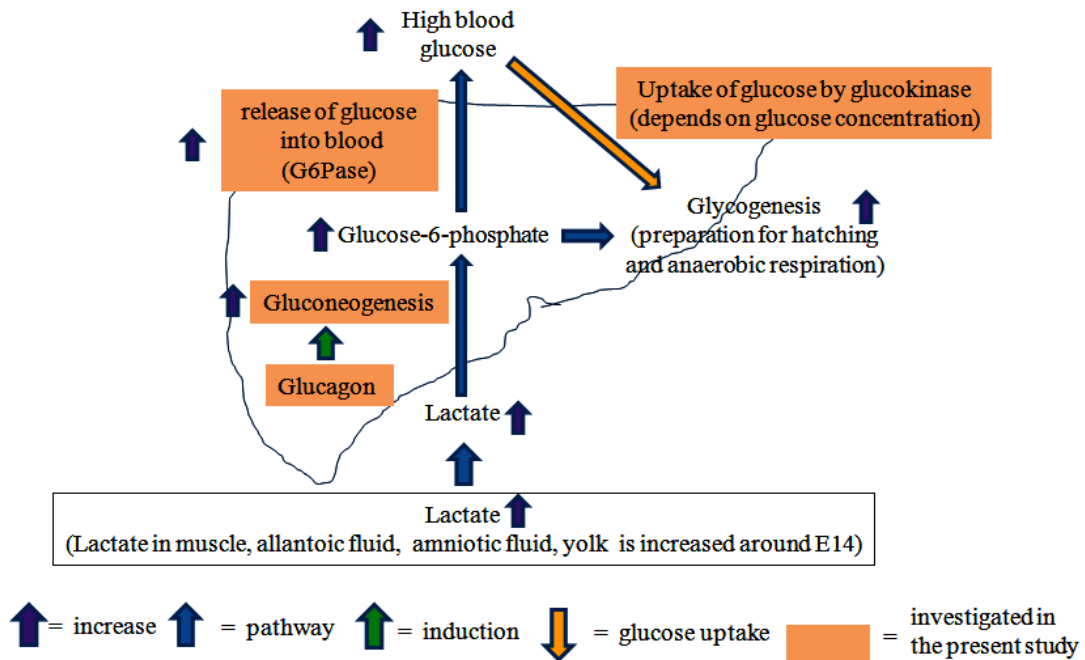 High blood
glucose
Uptake of glucose by glucokinase
(depends on glucose concentration)
release of glucose
into blood
(G6Pase)
Glycogenesis
(preparation for hatching
and anaerobic respiration)
Glucose-6-phosphate
Gluconeogenesis
Glucagon
Lactate
Lactate
(Lactate in muscle, allantoic fluid, amniotic fluid, yolk is increased around E14)
= increase
= pathway
= induction
= glucose uptake
= investigated in
the present study